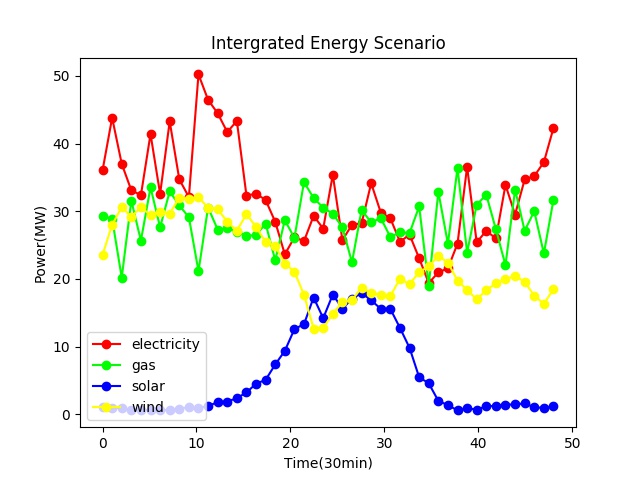 Intergrated Energy Scenario
Power(MW)
50
40
30
20
10
0
electricity
gas
solar
wind
0 10 20 30 40 50
Time(30min)